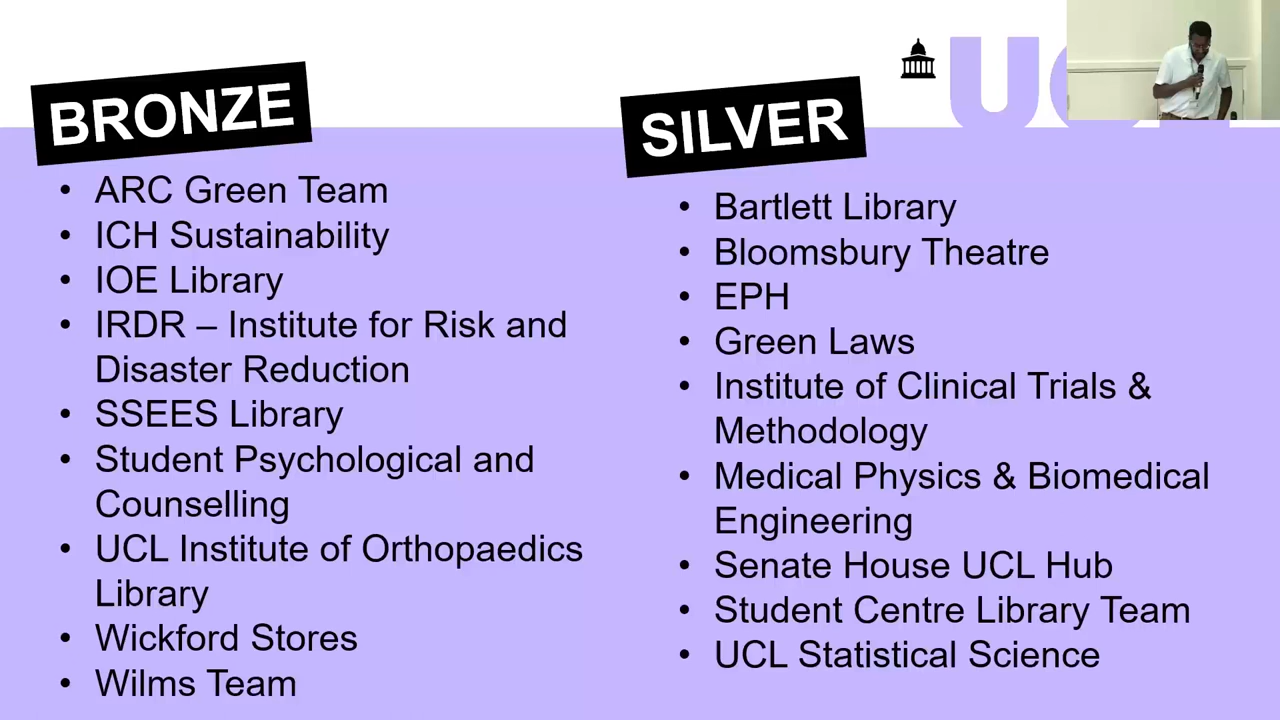 BRONZE
ARC Green Team
ICH Sustainability
IOE Library
IRDR – Institute for Risk and
Disaster Reduction
SSEES Library
Student Psychological and
Counselling
UCL Institute of Orthopaedics
Library
Wickford Stores
Wilms Team
SILVER
Bartlett Library
Bloomsbury Theatre
EPH
Green Laws
Institute of Clinical Trials &
Methodology
Medical Physics & Biomedical
Engineering
Senate House UCL Hub
Student Centre Library Team
UCL Statistical Science